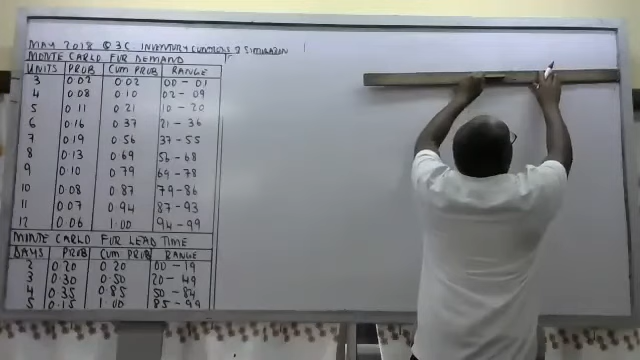 MAY 2018 Q3C INVENTORY CONTROL & SIMULATION
MONTE CARLO FUR DEMAND
UNITS PROB CUM PROB RANGE
3 0.02 0.02 00 - 01
4 0.08 0.10 02 - 09
5 0.11 0.21 10 - 20
6 0.16 0.37 21 - 36
7 0.19 0.56 37 - 55
8 0.13 0.69 56 - 68
9 0.10 0.79 69 - 78
10 0.08 0.87 79 - 86
11 0.07 0.94 87 - 93
12 0.06 1.00 94 - 99
MONTE CARLO FUR LEAD TIME
DAYS PROB CUM PROB RANGE
2 0.20 0.20 00 - 19
3 0.30 0.50 20 - 49
4 0.35 0.85 50 - 84
5 0.15 1.00 85 - 99